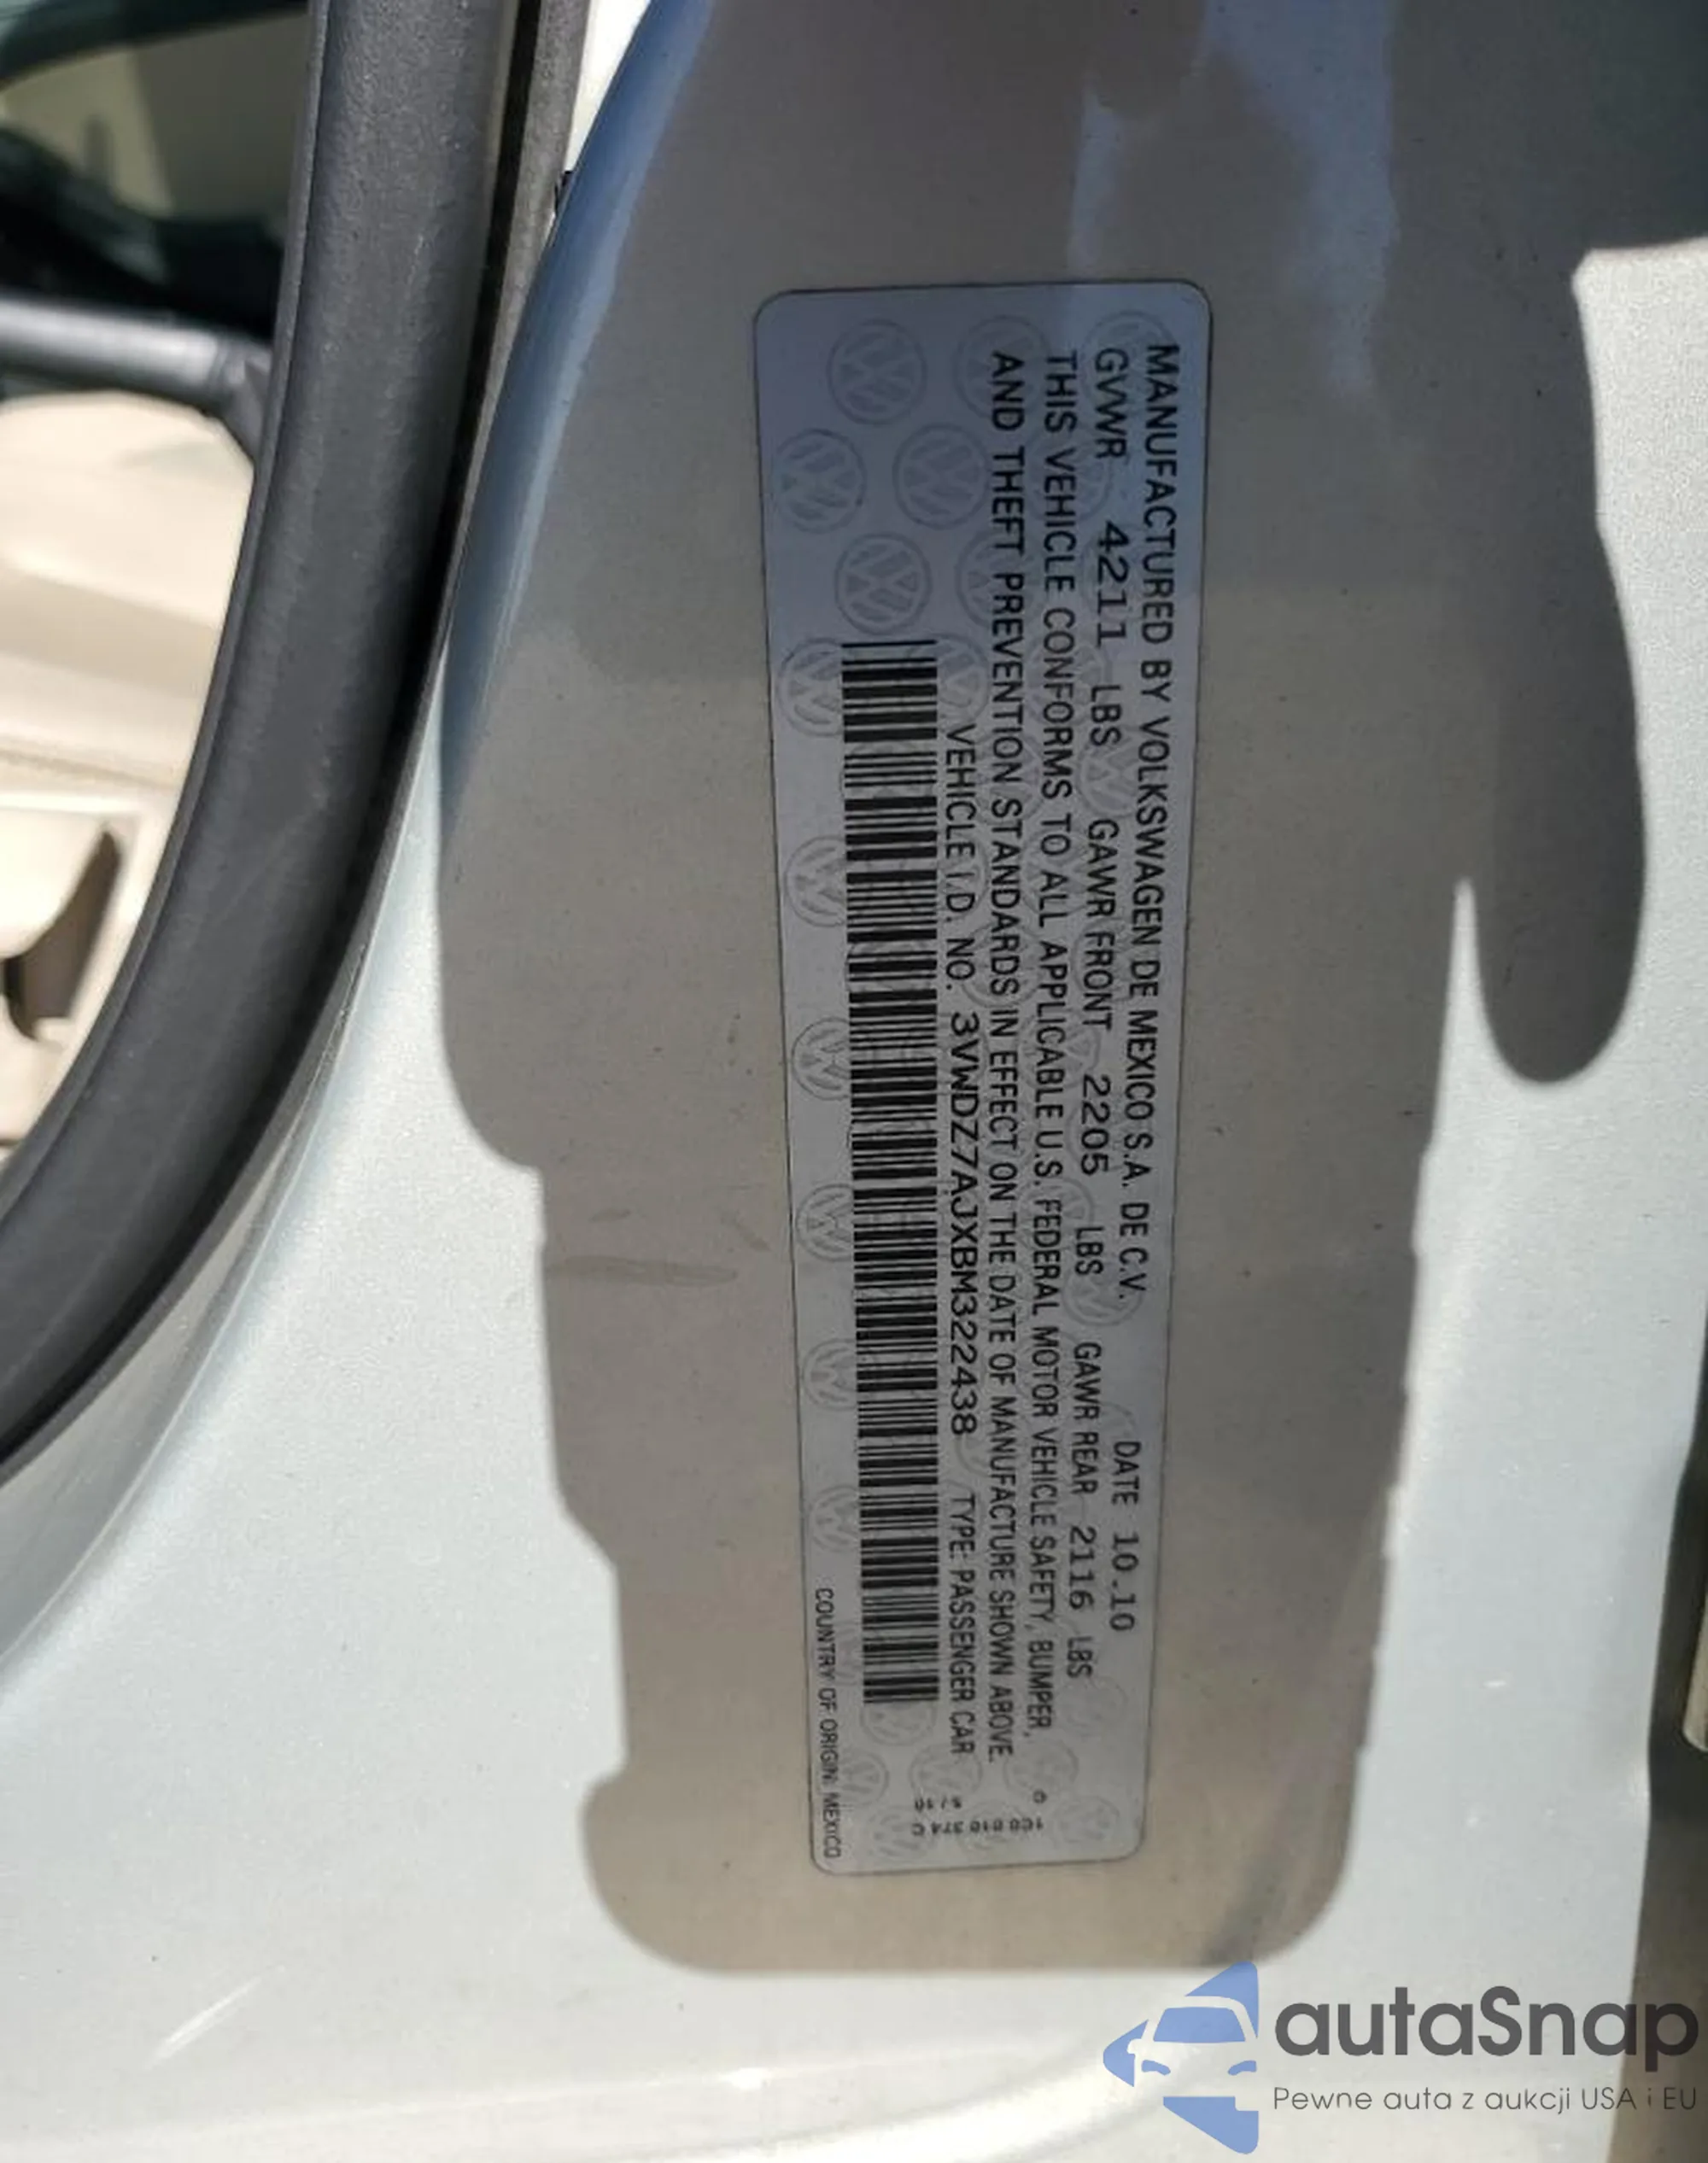 MANUFACTURED BY VOLKSWAGEN DE MEXICO S.A. DE C.V. DATE 10.10
GVWR 4211 LBS GAWR FRONT 2205 LBS GAWR REAR 2116 LBS
THIS VEHICLE CONFORMS TO ALL APPLICABLE U.S. FEDERAL MOTOR VEHICLE SAFETY, BUMPER,
AND THEFT PREVENTION STANDARDS IN EFFECT ON THE DATE OF MANUFACTURE SHOWN ABOVE.
VEHICLE I.D. NO. 3VWDZ7AJXBM322438 TYPE: PASSENGER CAR
COUNTRY OF ORIGIN: MEXICO
autaSnap
Pewne auta z aukcji USA i EU